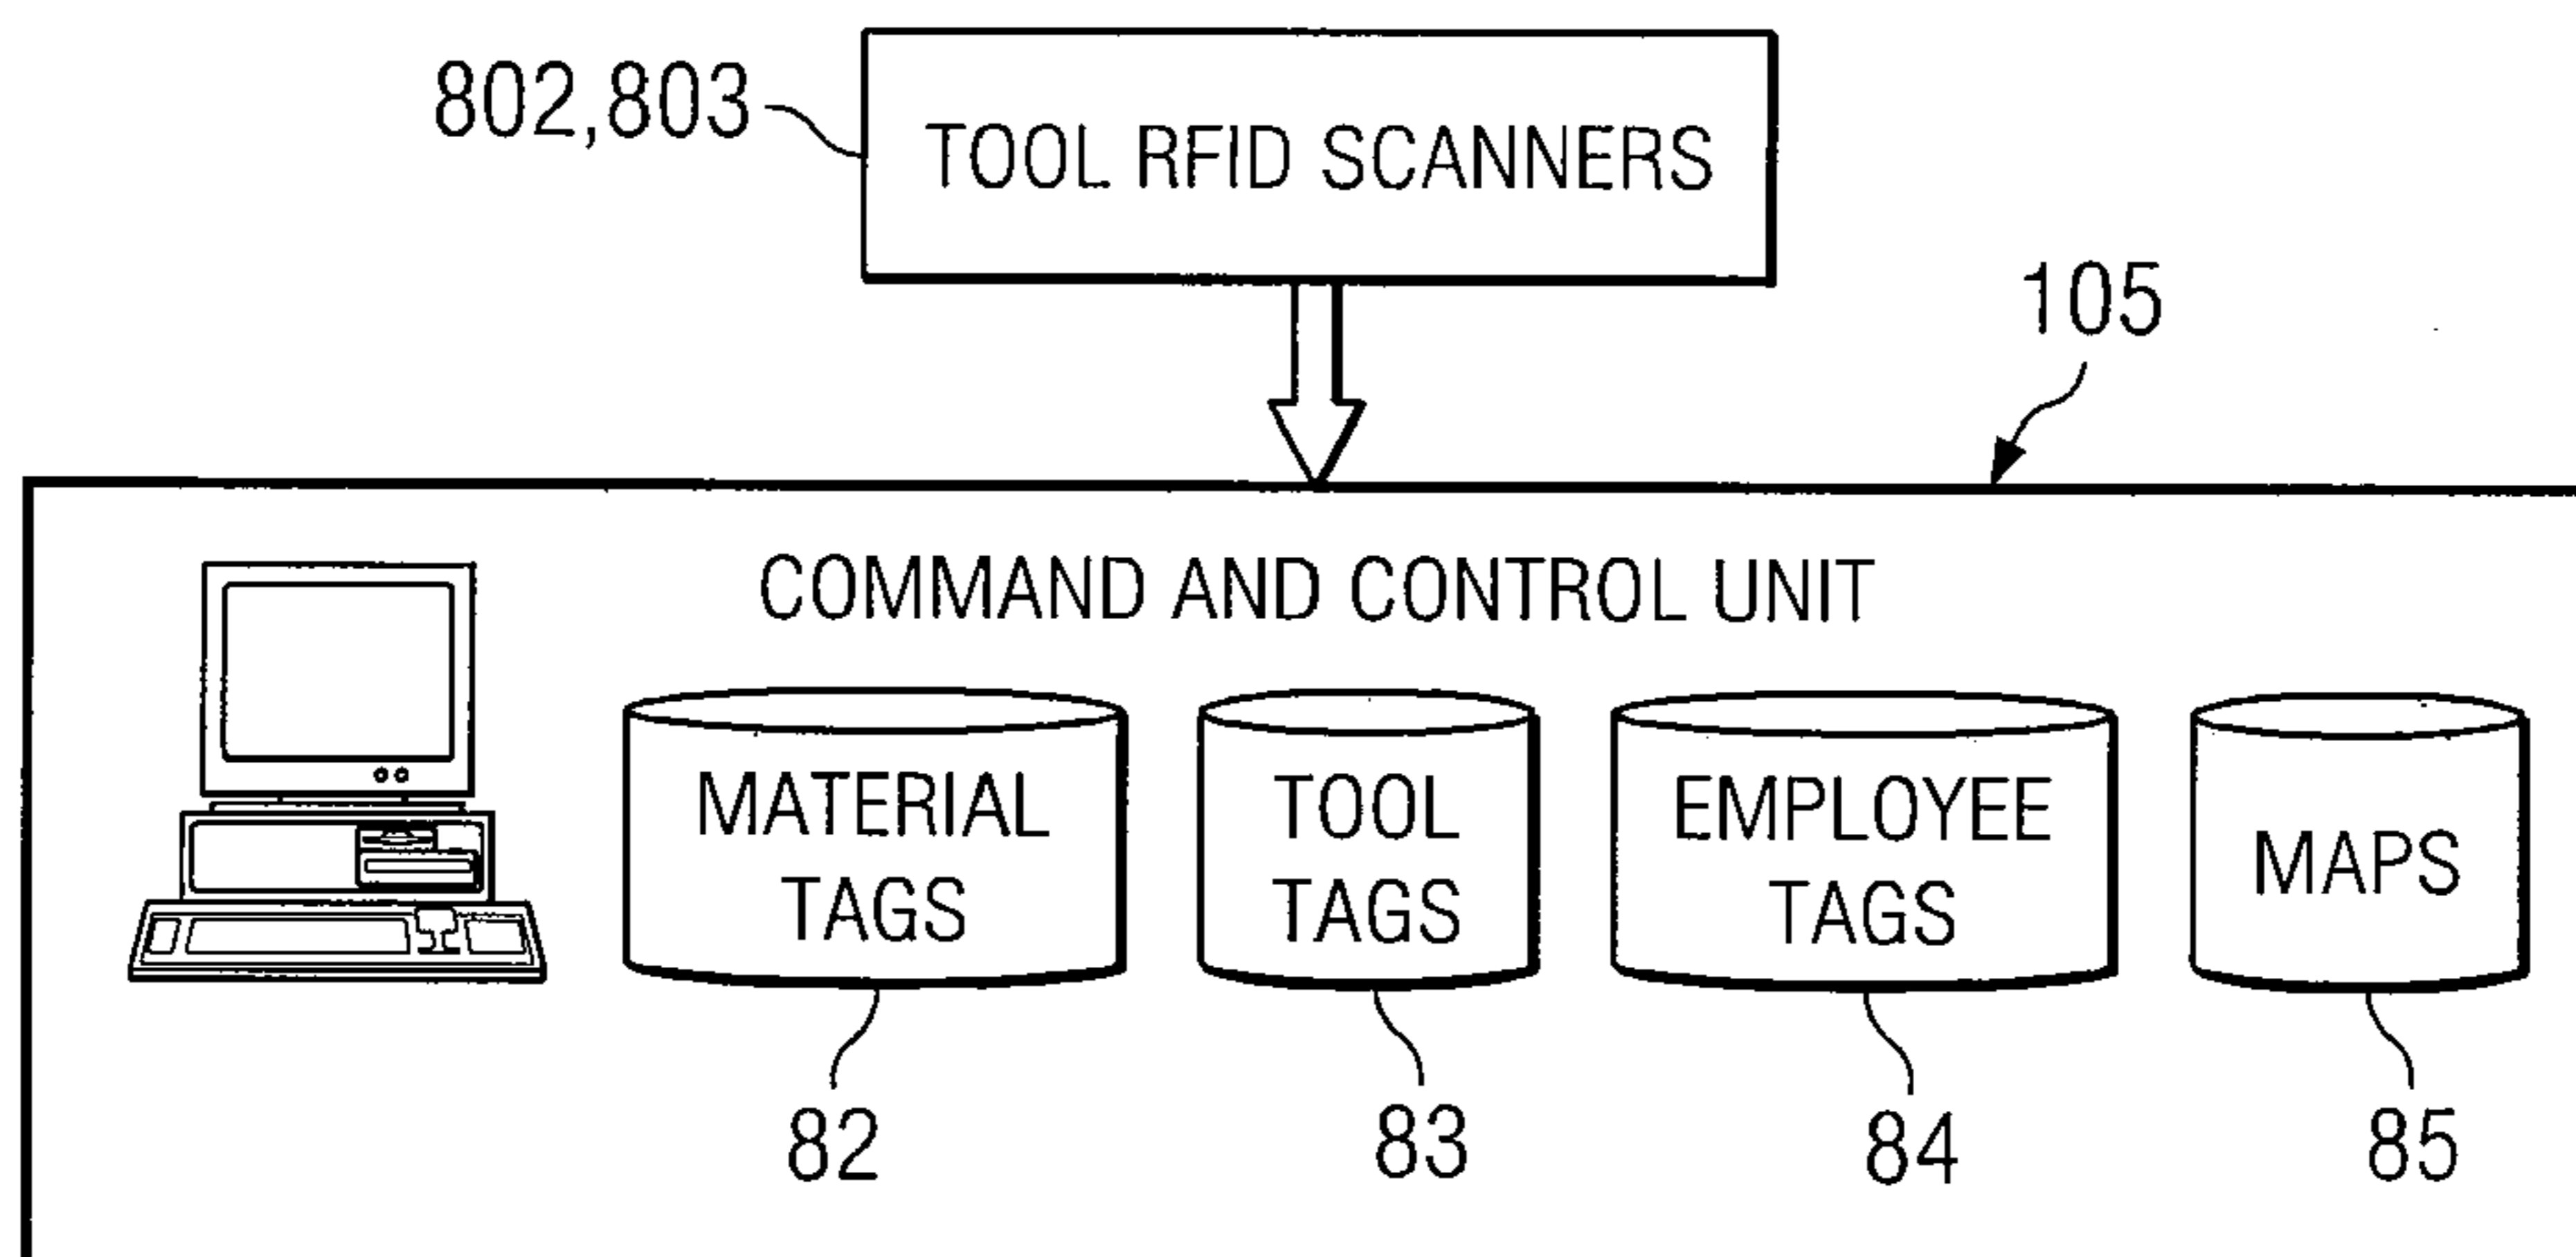 802,803
TOOL RFID SCANNERS
105
COMMAND AND CONTROL UNIT
MATERIAL
TAGS
TOOL
TAGS
EMPLOYEE
TAGS
MAPS
82
83
84
85